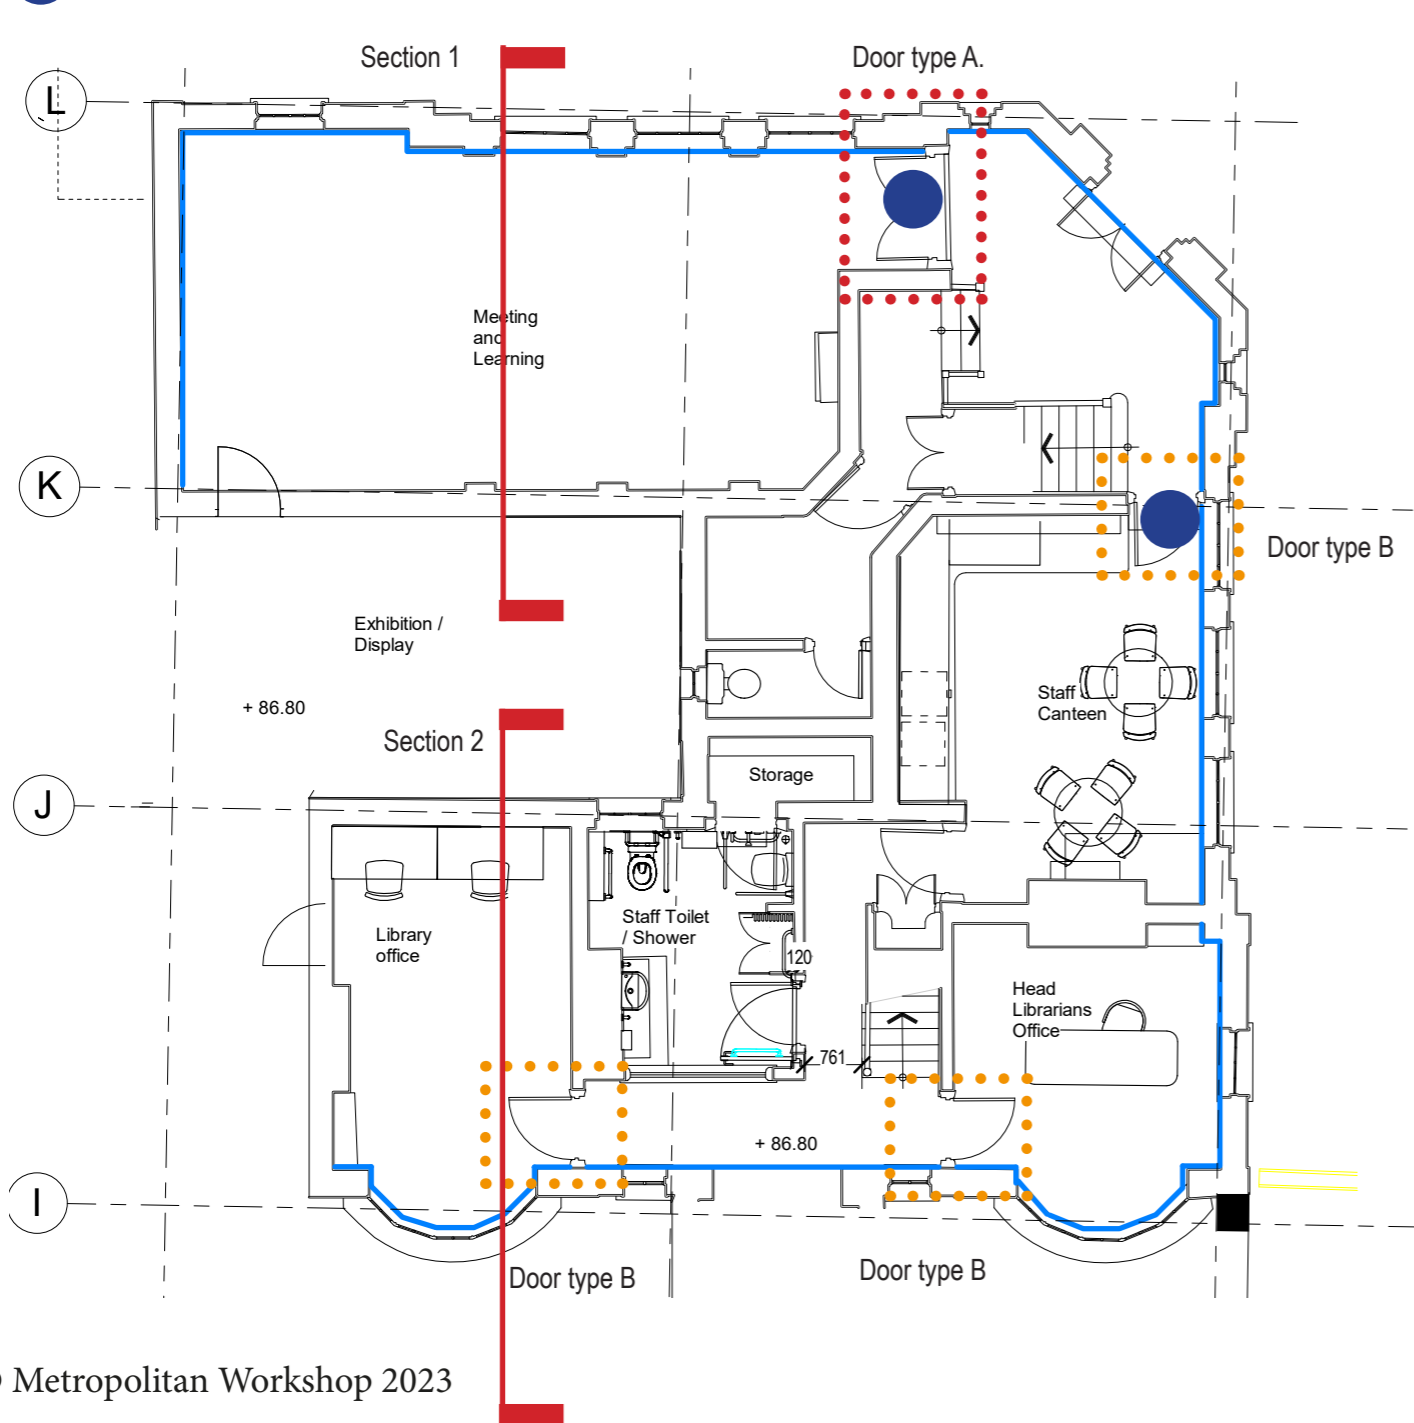 Section 1
Door type A.
L
Meeting
and
Learning
K
Door type B
Exhibition /
Display
+ 86.80
Staff
Canteen
Section 2
Storage
J
Staff Toilet
/ Shower
Library
office
120
Head
Librarians
Office
761
+ 86.80
I
Door type B
Door type B
Metropolitan Workshop 2023